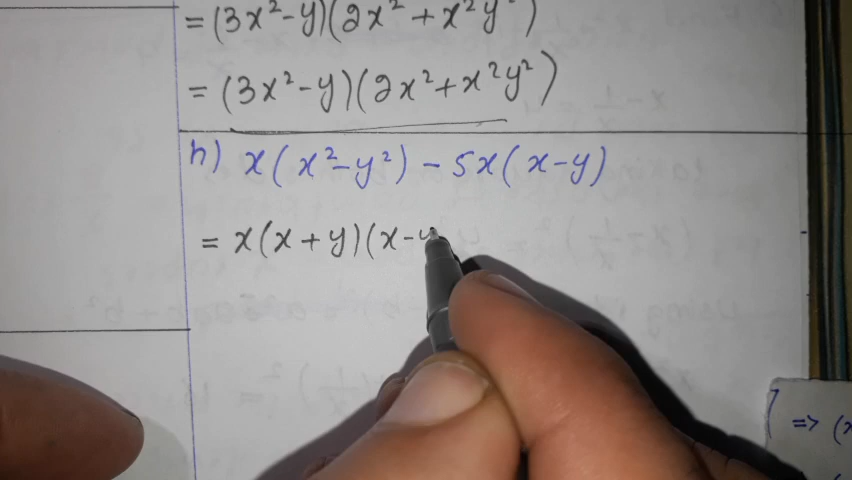 = (3x²-y)(2x²+x²y²)
= (3x²-y)(2x²+x²y²)
h) x(x²-y²) - 5x(x-y)
= x(x+y)(x-y
=> (x